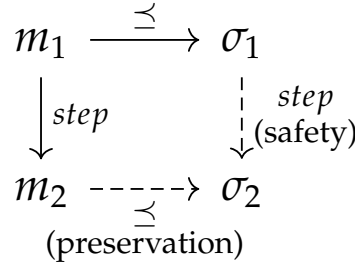 ⪯
m₁ σ₁
step step
(safety)
m₂ σ₂
⪯
(preservation)